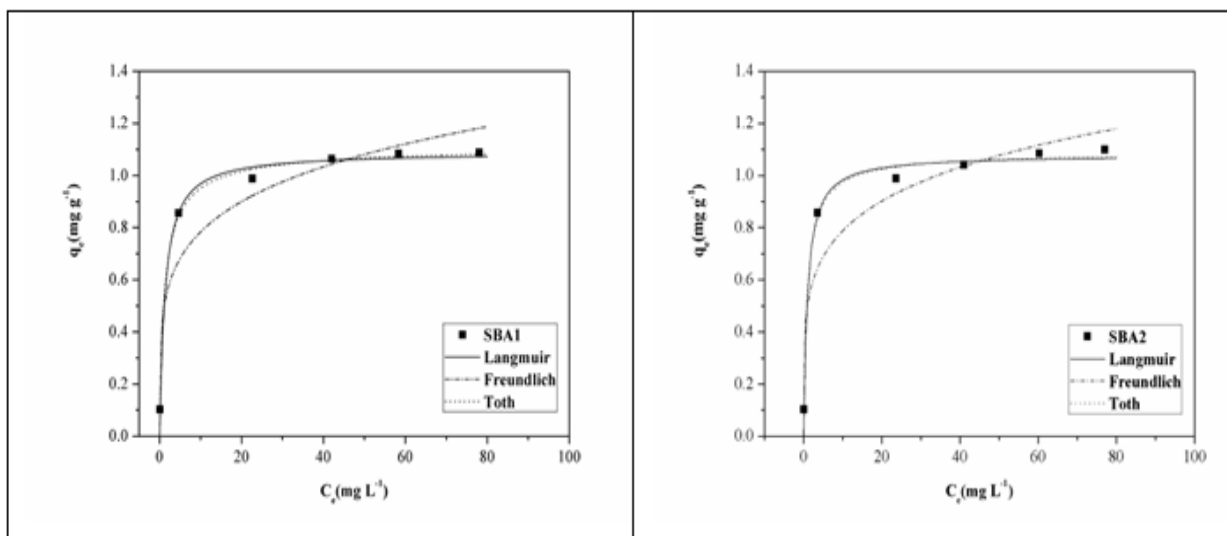 1.4
1.2
1.0
0.8
0.6
0.4
0.2
0.0
qe(mg g-1)
0 20 40 60 80 100
Ce(mg L-1)
SBA1
Langmuir
Freundlich
Toth
1.4
1.2
1.0
0.8
0.6
0.4
0.2
0.0
qe(mg g-1)
0 20 40 60 80 100
Ce(mg L-1)
SBA2
Langmuir
Freundlich
Toth